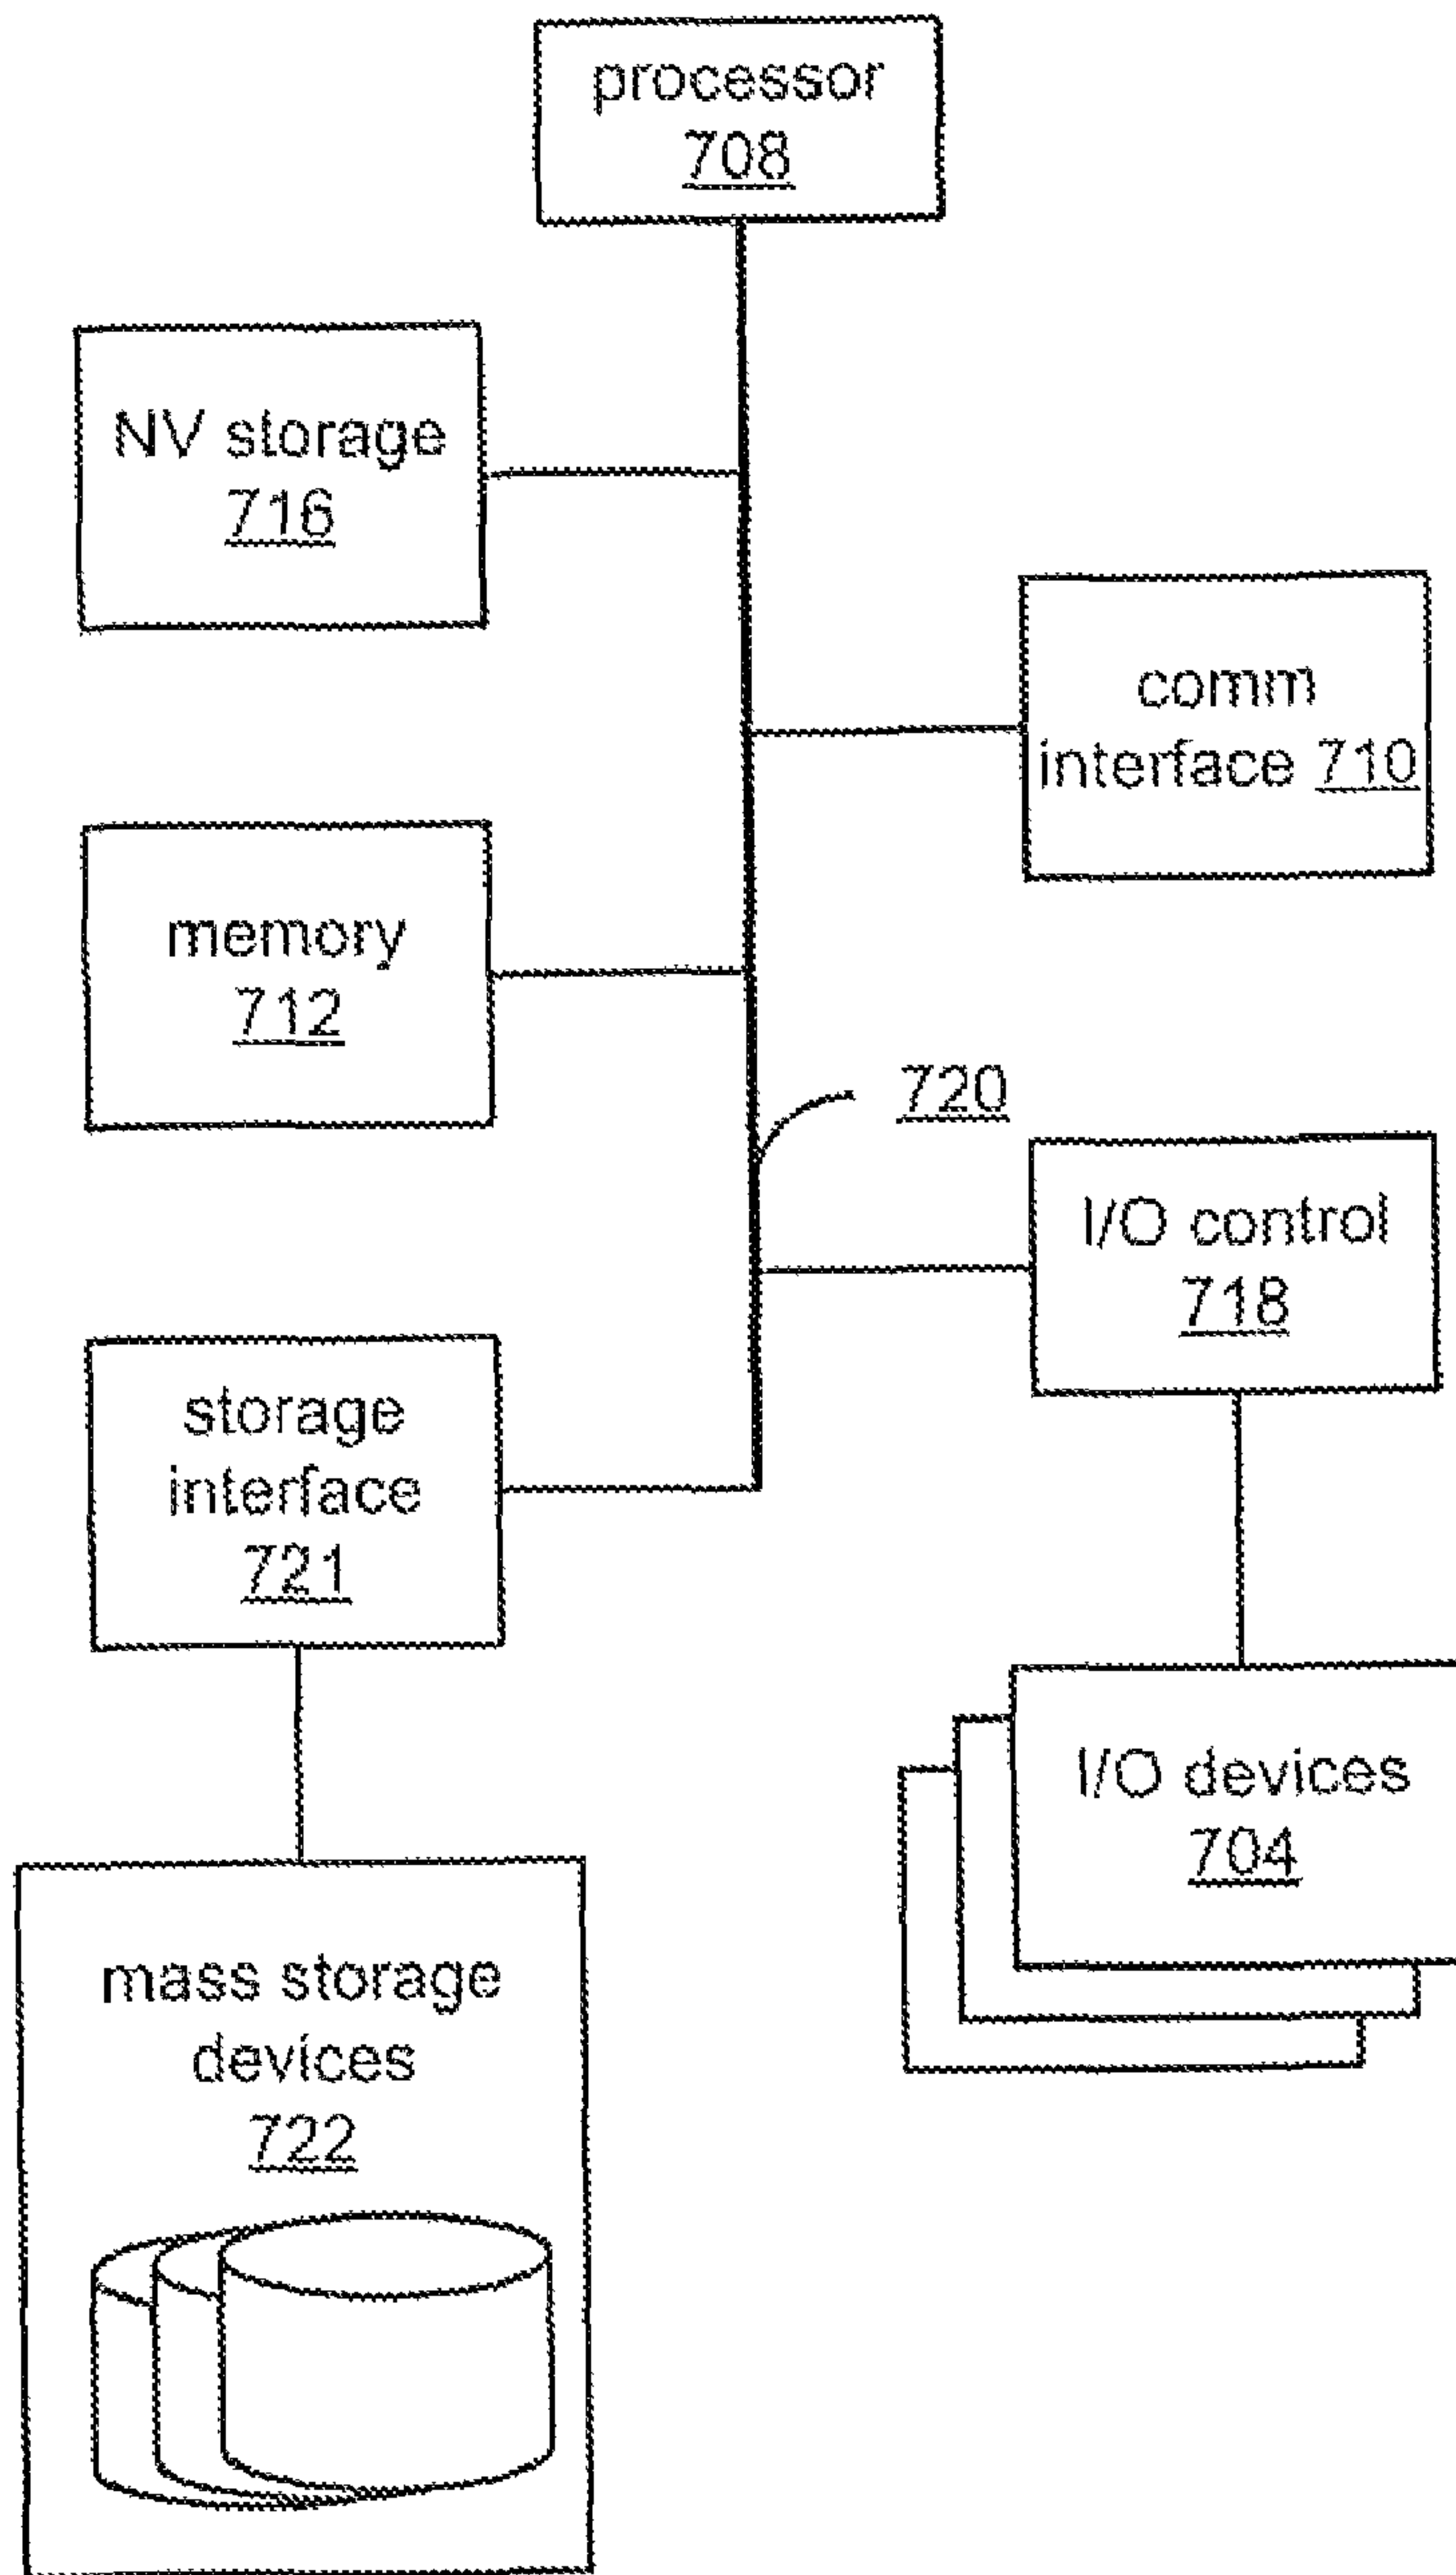 processor
708
NV storage
716
comm
interface 710
memory
712
720
I/O control
718
storage
interface
721
I/O devices
704
mass storage
devices
722